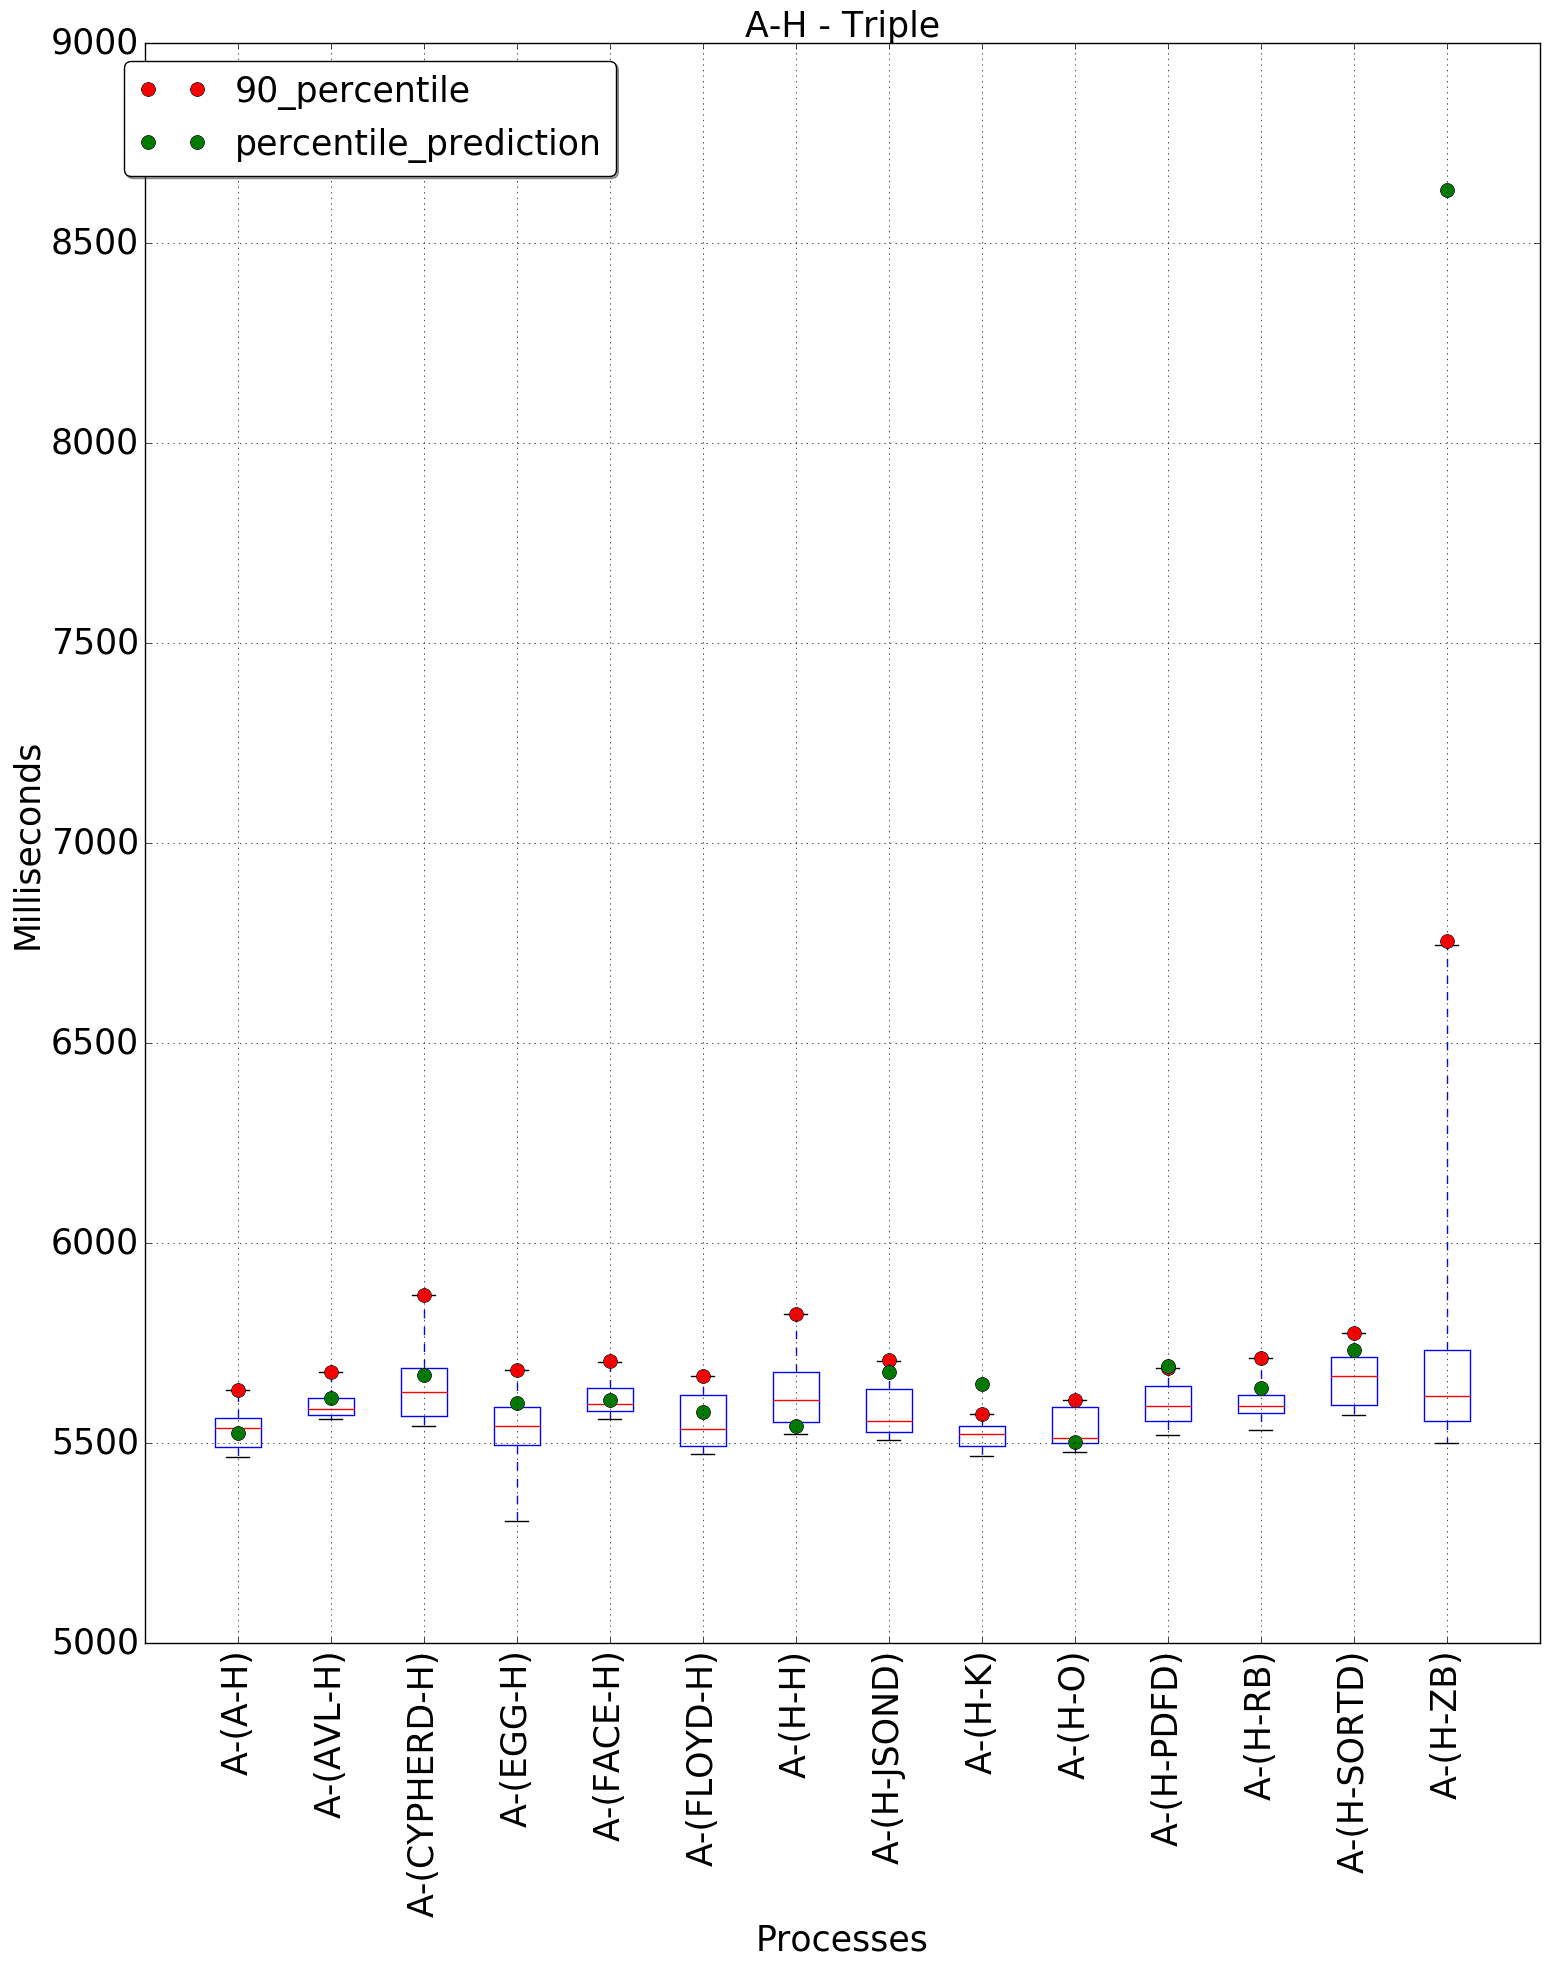 A-H - Triple
90_percentile
percentile_prediction
9000
8500
8000
7500
7000
6500
6000
5500
5000
Milliseconds
A-(A-H)
A-(AVL-H)
A-(CYPHERD-H)
A-(EGG-H)
A-(FACE-H)
A-(FLOYD-H)
A-(H-H)
A-(H-JSOND)
A-(H-K)
A-(H-O)
A-(H-PDFD)
A-(H-RB)
A-(H-SORTD)
A-(H-ZB)
Processes